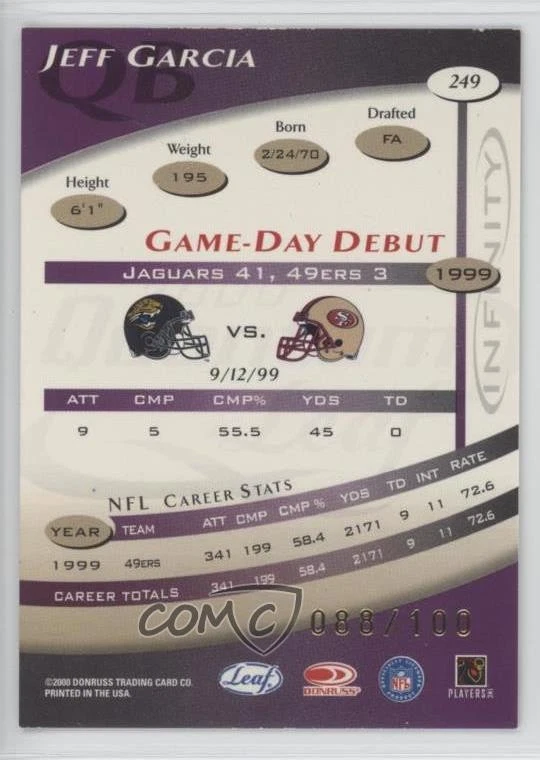 JEFF GARCIA
QB
249
Height
6'1"
Weight
195
Born
2/24/70
Drafted
FA
INFINITY
GAME-DAY DEBUT
JAGUARS 41, 49ERS 3
1999
VS.
9/12/99
ATT CMP CMP% YDS TD
9 5 55.5 45 0
NFL CAREER STATS
YEAR TEAM ATT CMP CMP % YDS TD INT RATE
1999 49ERS 341 199 58.4 2171 9 11 72.6
CAREER TOTALS 341 199 58.4 2171 9 11 72.6
COMC
088/100
©2000 DONRUSS TRADING CARD CO.
PRINTED IN THE USA.
Leaf
DONRUSS
NFL
PLAYERS INC